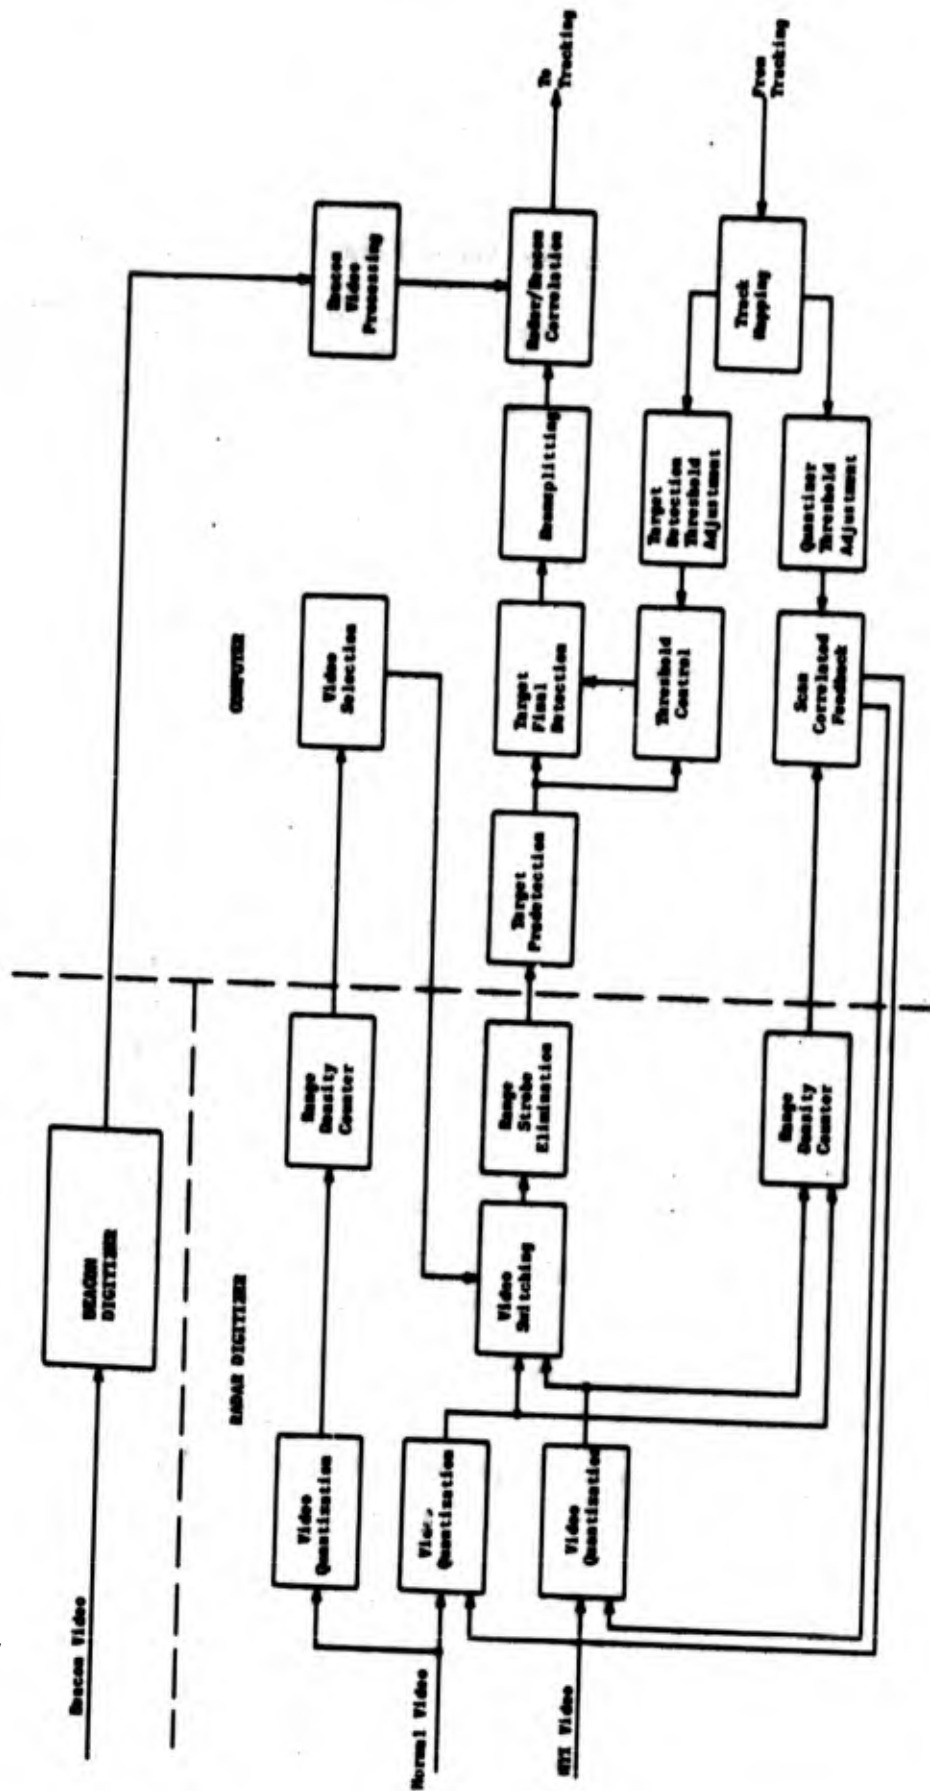 Beacon Video
BEACON
DIGITIZER
Beacon
Video
Processing
RADAR DIGITIZER
COMPUTER
Video
Quantization
Range
Density
Counter
Video
Selection
Normal Video
Video
Quantization
Video
Switching
Range
Strobe
Elimination
Target
Predetection
Target
Final
Detection
Beamsplitting
Radar/Beacon
Correlation
To
Tracking
MTI Video
Video
Quantization
Threshold
Control
Target
Detection
Threshold
Adjustment
Track
Mapping
From
Tracking
Range
Density
Counter
Scan
Correlated
Feedback
Quantizer
Threshold
Adjustment